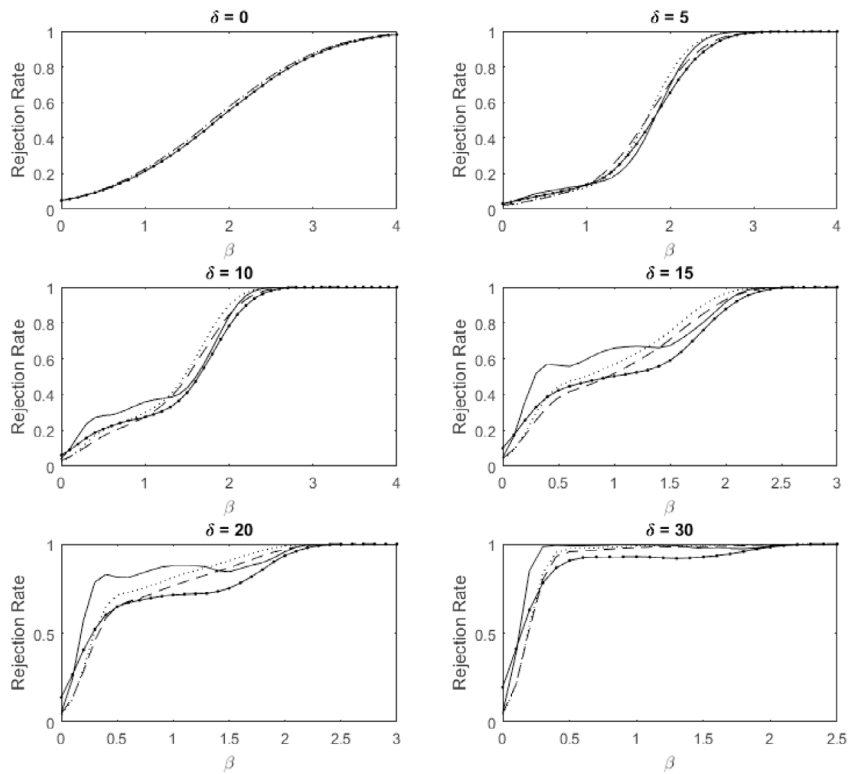 δ = 0
Rejection Rate
1
0.8
0.6
0.4
0.2
0
0 1 2 3 4
β
δ = 5
Rejection Rate
1
0.8
0.6
0.4
0.2
0
0 1 2 3 4
β
δ = 10
Rejection Rate
1
0.8
0.6
0.4
0.2
0
0 1 2 3 4
β
δ = 15
Rejection Rate
1
0.8
0.6
0.4
0.2
0
0 0.5 1 1.5 2 2.5 3
β
δ = 20
Rejection Rate
1
0.5
0
0 0.5 1 1.5 2 2.5 3
β
δ = 30
Rejection Rate
1
0.5
0
0 0.5 1 1.5 2 2.5
β